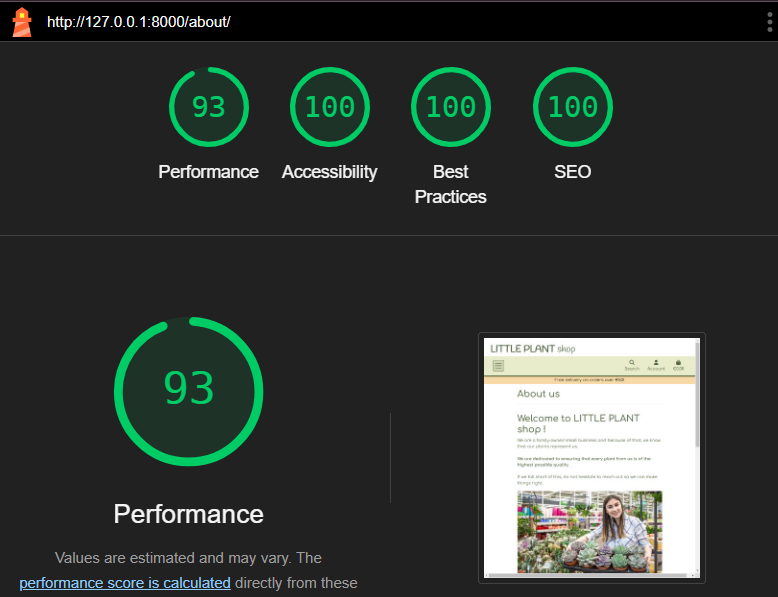 http://127.0.0.1:8000/about/
93
100
100
100
Performance
Accessibility
Best
Practices
SEO
93
Performance
Values are estimated and may vary. The
performance score is calculated directly from these
LITTLE PLANT shop
Search
Account
Free delivery on orders over
About us
Welcome to LITTLE PLANT
shop !
We are a family owned small business and because of that, we know
that our plants represent us.
We are dedicated to ensuring that every plant from us is of the
highest possible quality.
If we fall short of this, do not hesitate to reach out so we can make
things right.